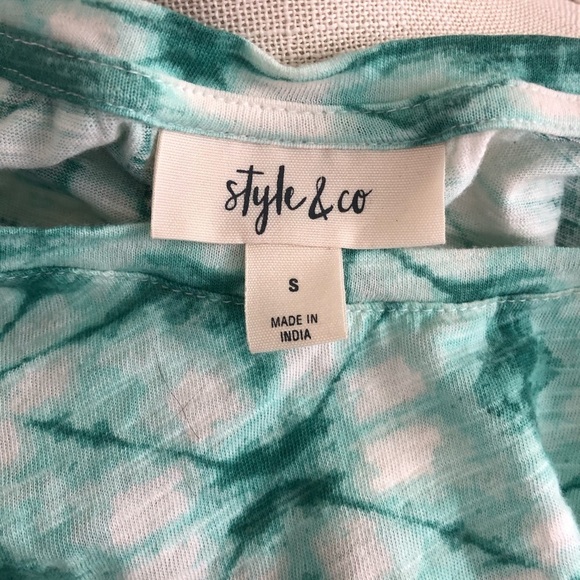 style & co
S
MADE IN
INDIA